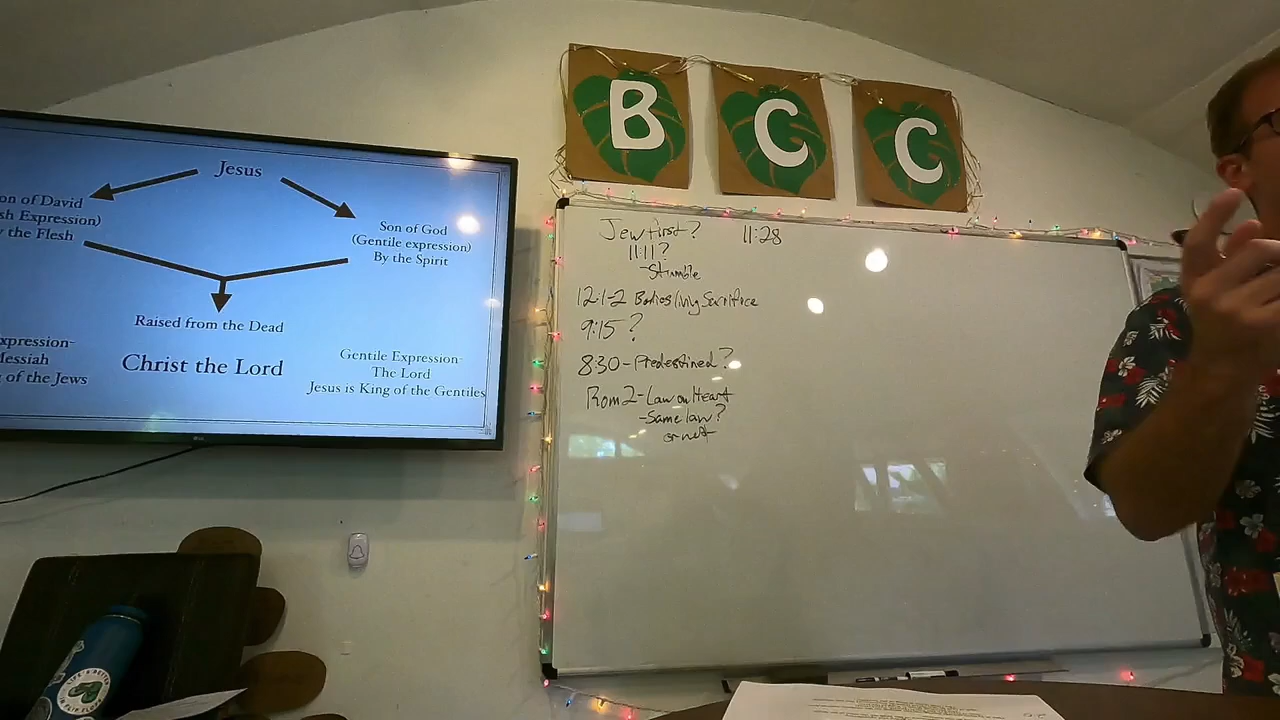 B C C
Jesus
on of David
sh Expression)
y the Flesh
Son of God
(Gentile expression)
By the Spirit
Raised from the Dead
Christ the Lord
xpression-
Messiah
g of the Jews
Gentile Expression-
The Lord
Jesus is King of the Gentiles
LG
Jew first? 11:28
11:11?
-Stumble
12:1-2 Bodies living Sacrifice
9:15?
8:30-Predestined?
Rom 2-Law on Heart
-Same law?
or not